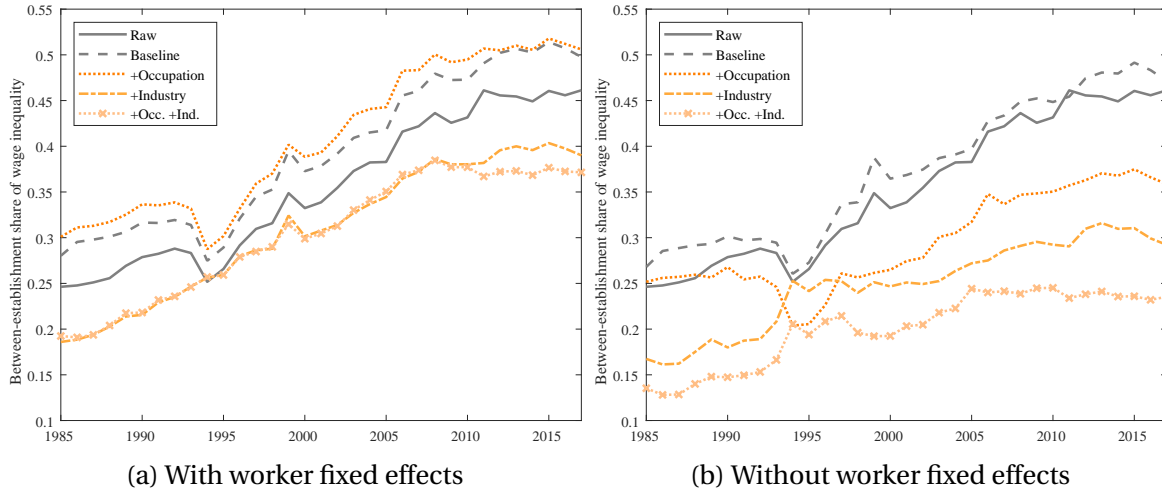 Between-establishment share of wage inequality
0.55
0.5
0.45
0.4
0.35
0.3
0.25
0.2
0.15
0.1
Raw
Baseline
+Occupation
+Industry
+Occ. +Ind.
1985 1990 1995 2000 2005 2010 2015
(a) With worker fixed effects
Between-establishment share of wage inequality
0.55
0.5
0.45
0.4
0.35
0.3
0.25
0.2
0.15
0.1
Raw
Baseline
+Occupation
+Industry
+Occ. +Ind.
1985 1990 1995 2000 2005 2010 2015
(b) Without worker fixed effects